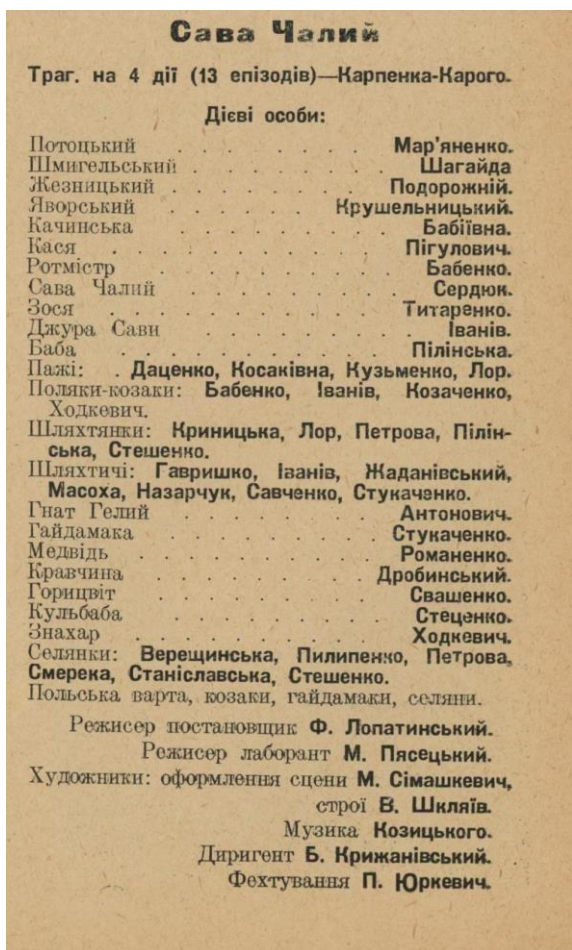 Сава Чалий
Траг. на 4 дії (13 епізодів)—Карпенка-Карого.
Дієві особи:
Потоцький . . . . . . . Мар'яненко.
Шмигельський . . . . . . . Шагайда
Жезницький . . . . . . . Подорожній.
Яворський . . . . . . Крушельницький.
Качинська . . . . . . . Бабіївна.
Кася . . . . . . . . Пігулович.
Ротмістр . . . . . . . Бабенко.
Сава Чалий . . . . . . . Сердюк.
Зося . . . . . . . . Титаренко.
Джура Сави . . . . . . . Іванів.
Баба . . . . . . . . Пілінська.
Пажі: . Даценко, Косаківна, Кузьменко, Лор.
Поляки-козаки: Бабенко, Іванів, Козаченко,
Ходкевич.
Шляхтянки: Криницька, Лор, Петрова, Пілін-
ська, Стешенко.
Шляхтичі: Гавришко, Іванів, Жаданівський,
Масоха, Назарчук, Савченко, Стукаченко.
Гнат Голий . . . . . . . Антонович.
Гайдамака . . . . . . . Стукаченко.
Медвідь . . . . . . . Романенко.
Кравчина . . . . . . . Дробинський.
Горицвіт . . . . . . . Свашенко.
Кульбаба . . . . . . . Стеценко.
Знахар . . . . . . . Ходкевич.
Селянки: Верещинська, Пилипенко, Петрова,
Смерека, Станіславська, Стешенко.
Польська варта, козаки, гайдамаки, селяни.
Режисер постановщик Ф. Лопатинський.
Режисер лаборант М. Пясецький.
Художники: оформлення сцени М. Сімашкевич,
строї В. Шкляїв.
Музика Козицького.
Диригент Б. Крижанівський.
Фехтування П. Юркевич.